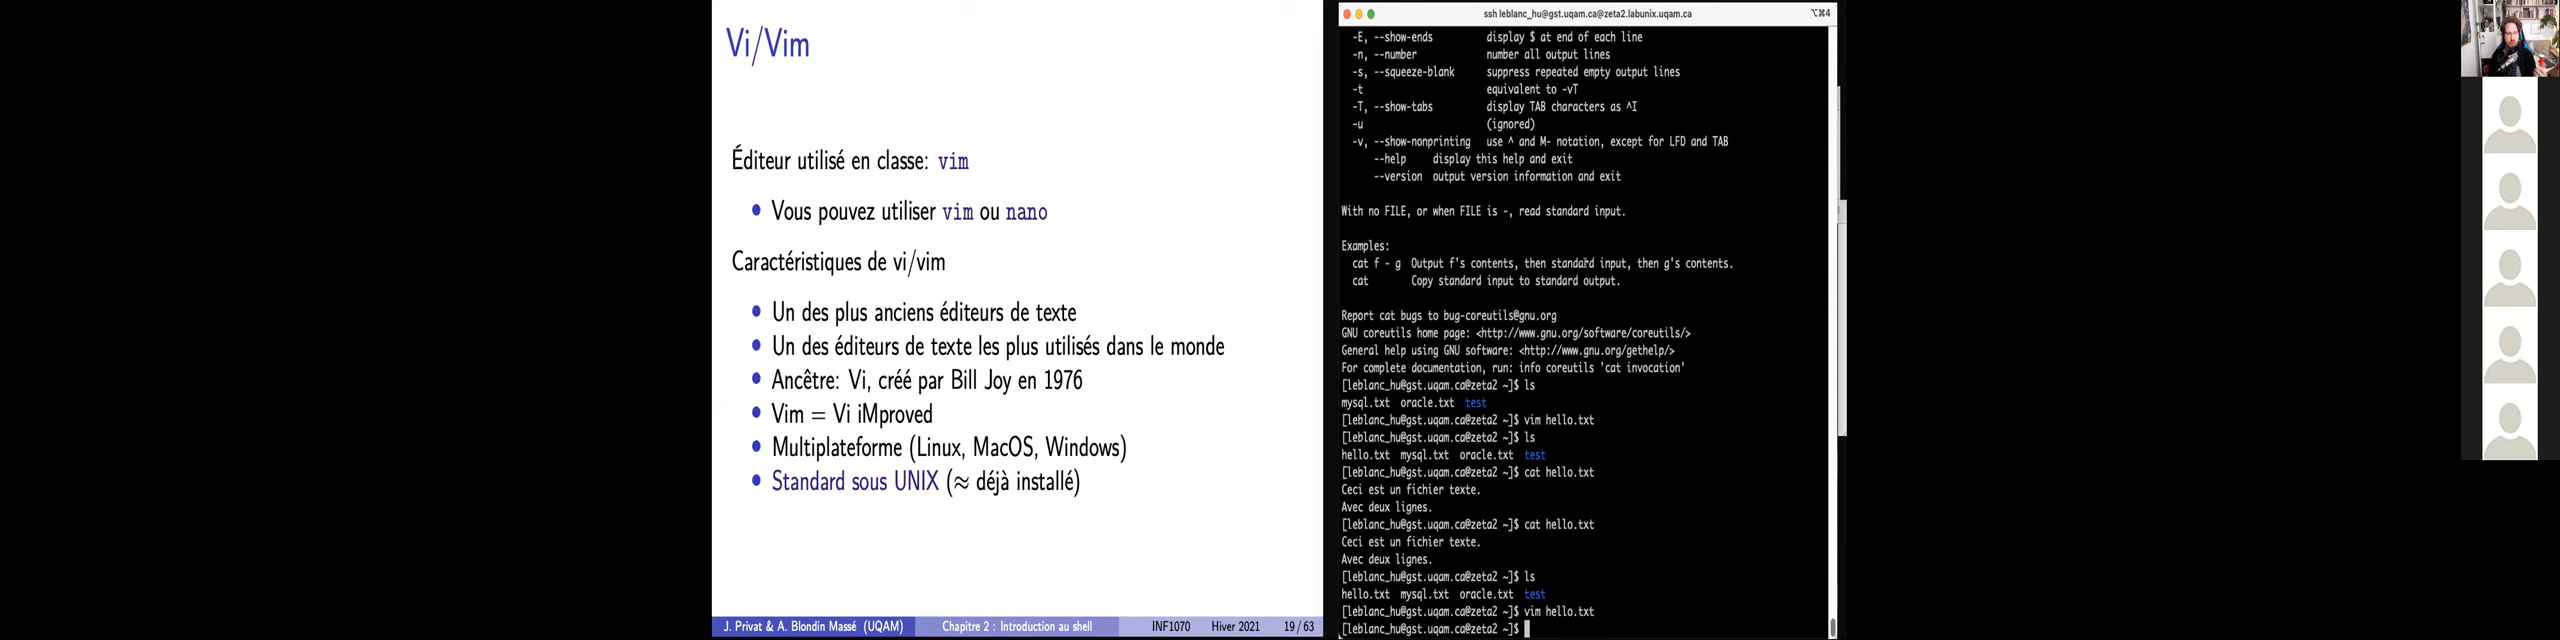 Vi/Vim
Éditeur utilisé en classe: vim
• Vous pouvez utiliser vim ou nano
Caractéristiques de vi/vim
• Un des plus anciens éditeurs de texte
• Un des éditeurs de texte les plus utilisés dans le monde
• Ancêtre: Vi, créé par Bill Joy en 1976
• Vim = Vi iMproved
• Multiplateforme (Linux, MacOS, Windows)
• Standard sous UNIX (≈ déjà installé)
J. Privat & A. Blondin Massé (UQAM) Chapitre 2 : Introduction au shell INF1070 Hiver 2021 19 / 63
ssh leblanc_hu@gst.uqam.ca@zeta2.labunix.uqam.ca ⌥⌘4
-E, --show-ends display $ at end of each line
-n, --number number all output lines
-s, --squeeze-blank suppress repeated empty output lines
-t equivalent to -vT
-T, --show-tabs display TAB characters as ^I
-u (ignored)
-v, --show-nonprinting use ^ and M- notation, except for LFD and TAB
--help display this help and exit
--version output version information and exit
With no FILE, or when FILE is -, read standard input.
Examples:
cat f - g Output f's contents, then standard input, then g's contents.
cat Copy standard input to standard output.
Report cat bugs to bug-coreutils@gnu.org
GNU coreutils home page: <http://www.gnu.org/software/coreutils/>
General help using GNU software: <http://www.gnu.org/gethelp/>
For complete documentation, run: info coreutils 'cat invocation'
[leblanc_hu@gst.uqam.ca@zeta2 ~]$ ls
mysql.txt oracle.txt test
[leblanc_hu@gst.uqam.ca@zeta2 ~]$ vim hello.txt
[leblanc_hu@gst.uqam.ca@zeta2 ~]$ ls
hello.txt mysql.txt oracle.txt test
[leblanc_hu@gst.uqam.ca@zeta2 ~]$ cat hello.txt
Ceci est un fichier texte.
Avec deux lignes.
[leblanc_hu@gst.uqam.ca@zeta2 ~]$ cat hello.txt
Ceci est un fichier texte.
Avec deux lignes.
[leblanc_hu@gst.uqam.ca@zeta2 ~]$ ls
hello.txt mysql.txt oracle.txt test
[leblanc_hu@gst.uqam.ca@zeta2 ~]$ vim hello.txt
[leblanc_hu@gst.uqam.ca@zeta2 ~]$